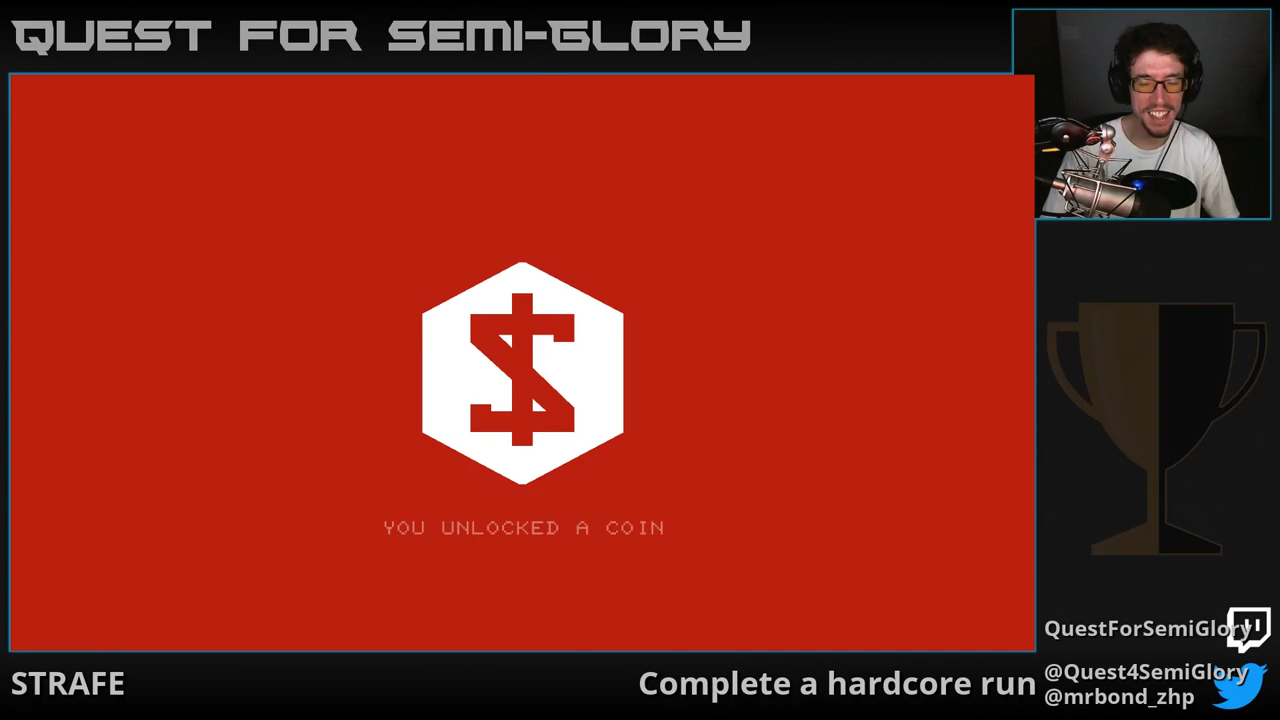 QUEST FOR SEMI-GLORY
$
YOU UNLOCKED A COIN
QuestForSemiGlory
@Quest4SemiGlory
@mrbond_zhp
STRAFE
Complete a hardcore run